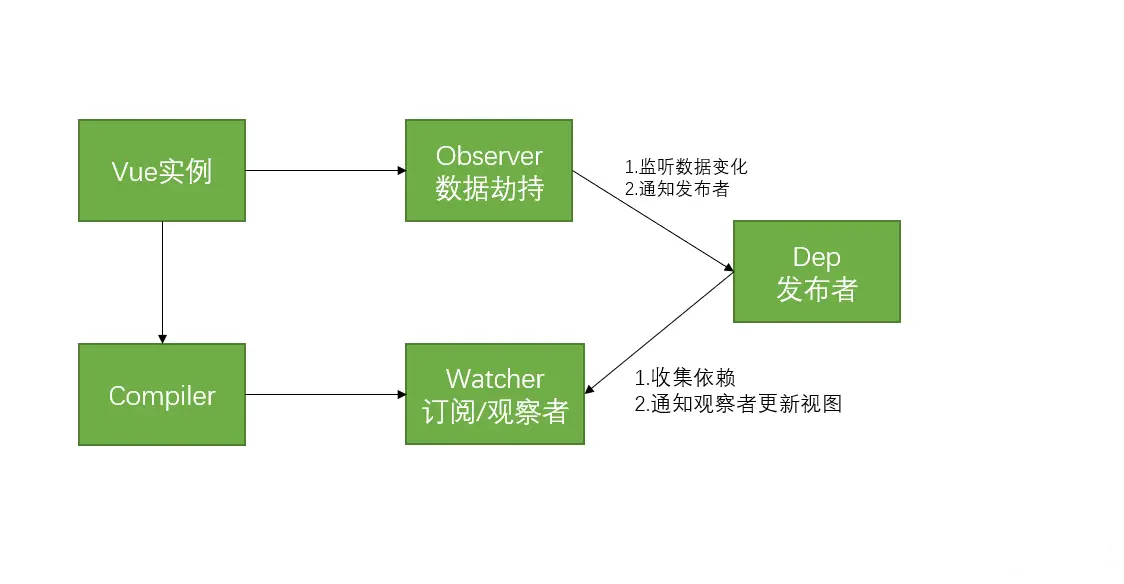 Vue实例
Observer
数据劫持
1.监听数据变化
2.通知发布者
Dep
发布者
Compiler
Watcher
订阅/观察者
1.收集依赖
2.通知观察者更新视图